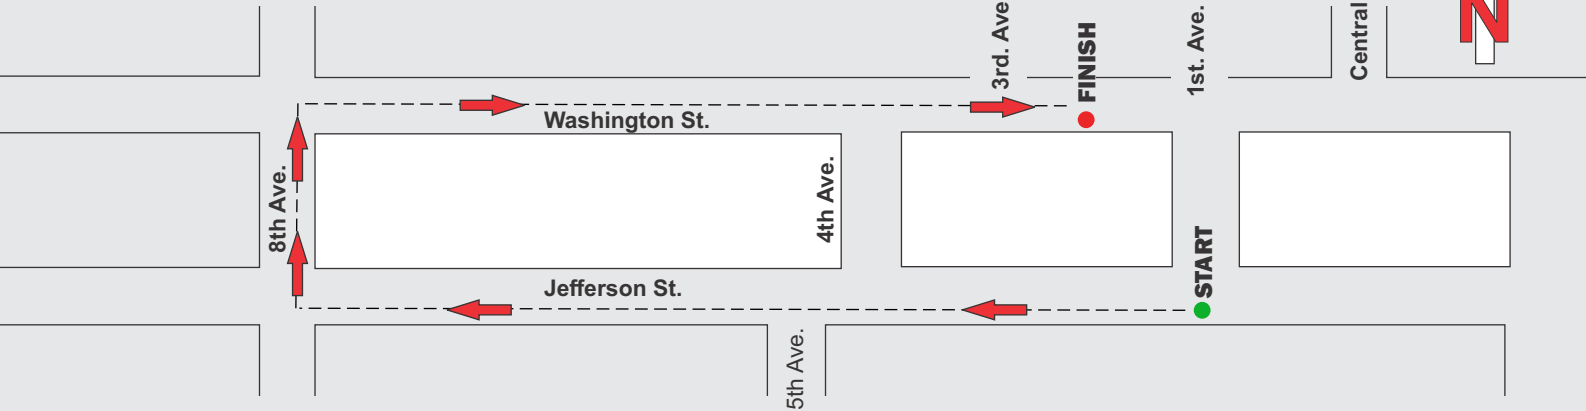 3rd. Ave
FINISH
1st. Ave.
Central
N
Washington St.
8th Ave.
4th Ave.
START
Jefferson St.
5th Ave.